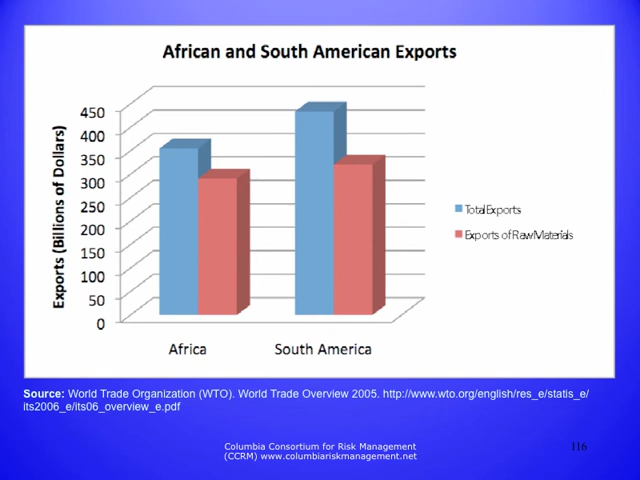 African and South American Exports
Exports (Billions of Dollars)
450
400
350
300
250
200
150
100
50
0
Africa
South America
Total Exports
Exports of Raw Materials
Source: World Trade Organization (WTO). World Trade Overview 2005. http://www.wto.org/english/res_e/statis_e/
its2006_e/its06_overview_e.pdf
Columbia Consortium for Risk Management
(CCRM) www.columbiariskmanagement.net
116